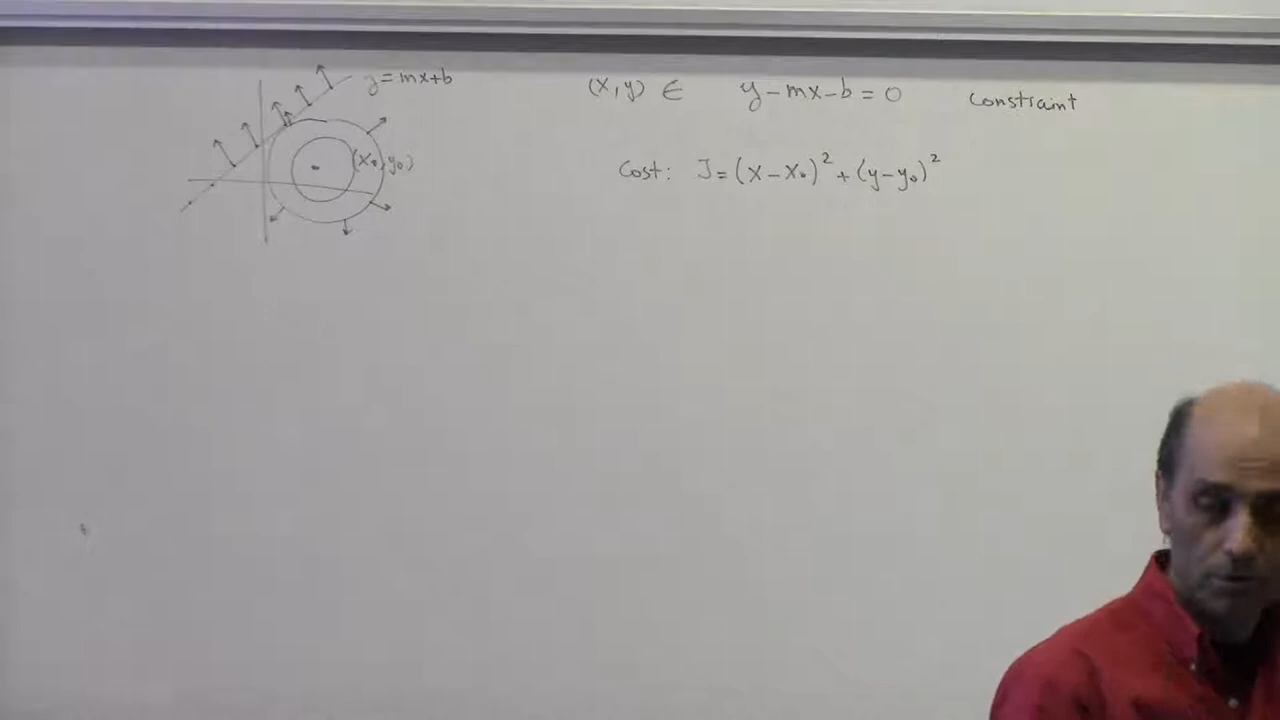 y=mx+b
(x,y) ∈ y-mx-b=0 constraint
(x₀,y₀)
Cost: J=(x-x₀)²+(y-y₀)²